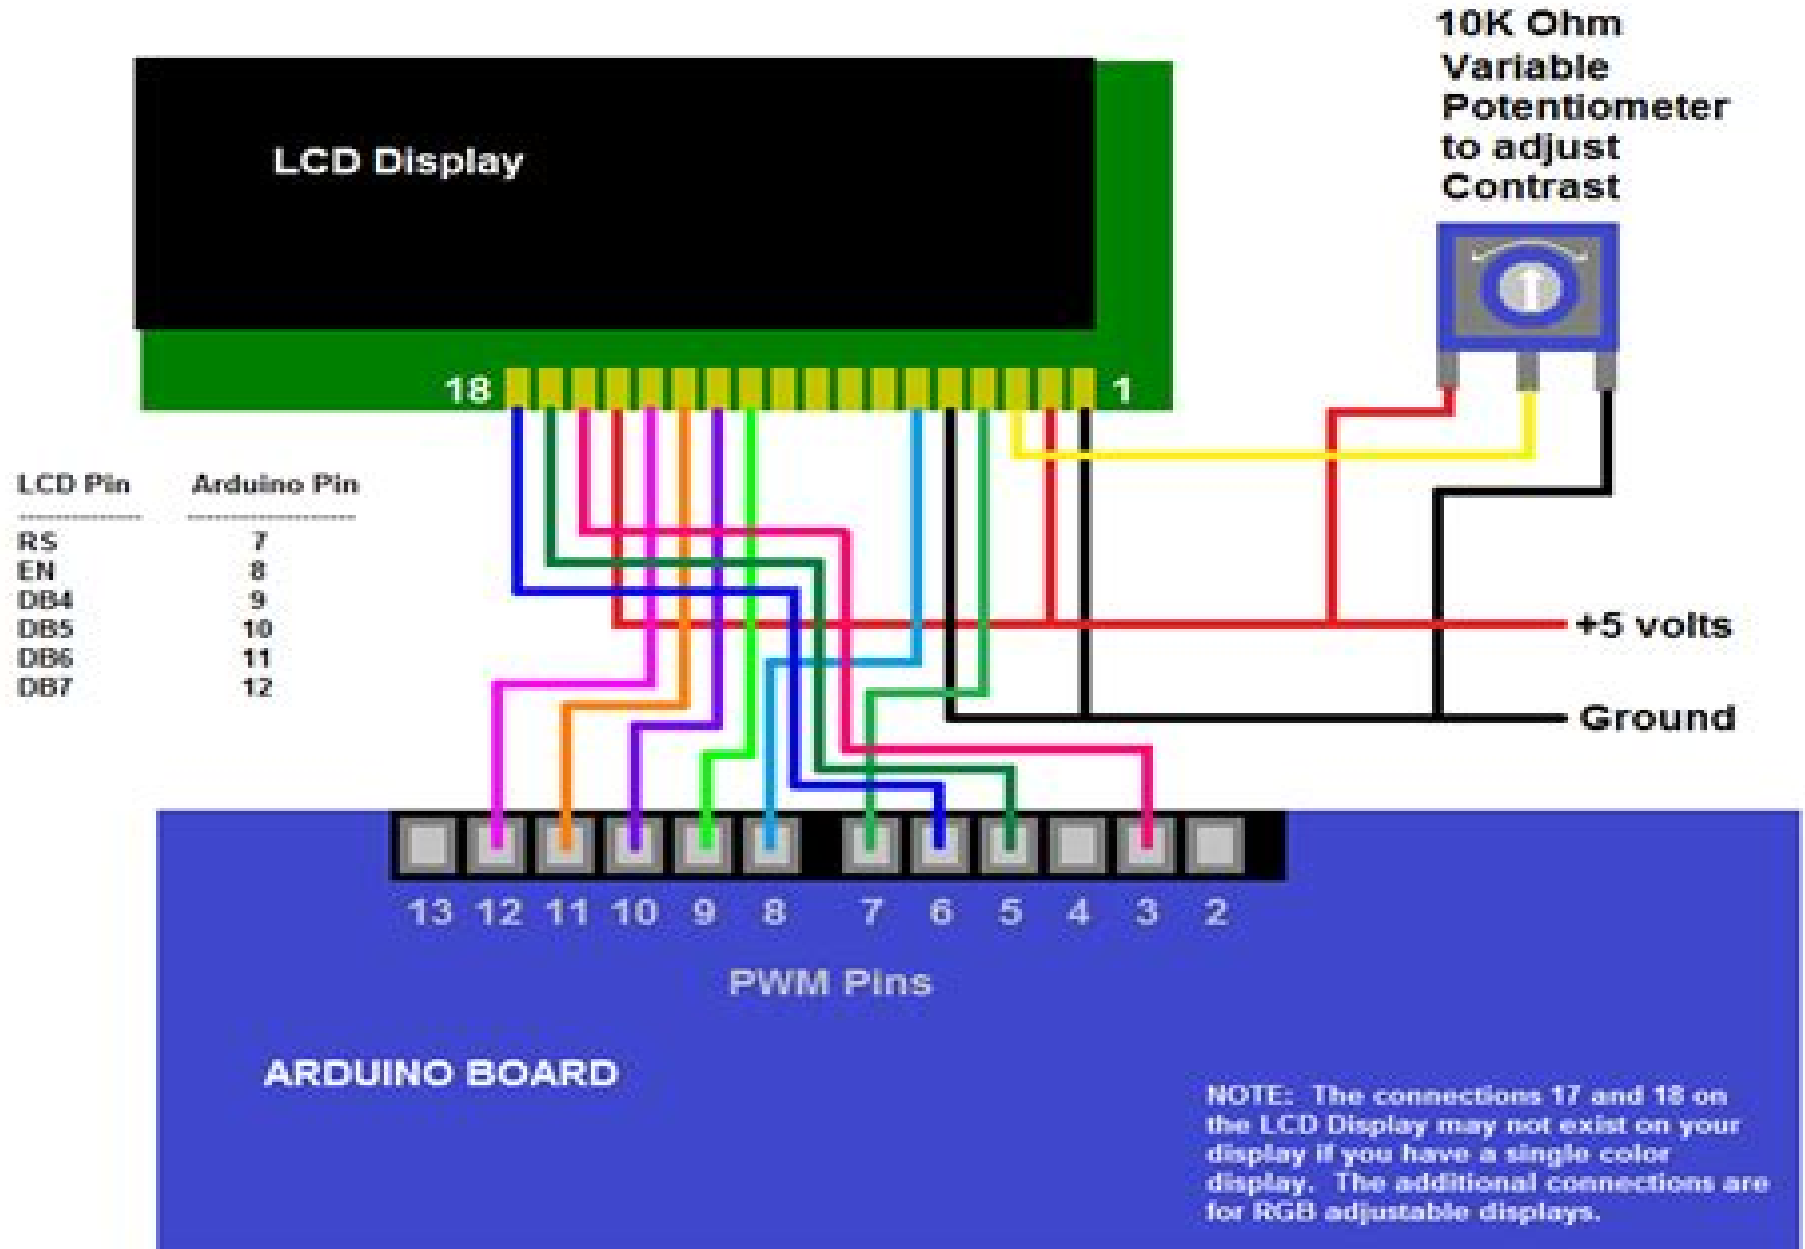 10K Ohm
Variable
Potentiometer
to adjust
Contrast
LCD Display
18
1
LCD Pin Arduino Pin
RS 7
EN 8
DB4 9
DB5 10
DB6 11
DB7 12
+5 volts
Ground
13 12 11 10 9 8 7 6 5 4 3 2
PWM Pins
ARDUINO BOARD
NOTE: The connections 17 and 18 on
the LCD Display may not exist on your
display if you have a single color
display. The additional connections are
for RGB adjustable displays.